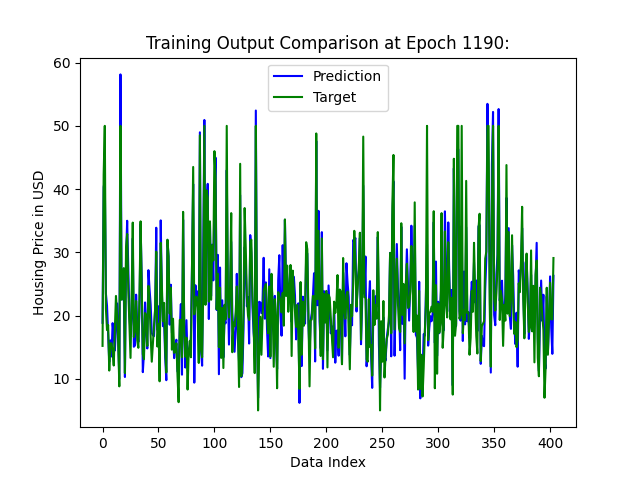 Training Output Comparison at Epoch 1190:
Prediction
Target
Housing Price in USD
60
50
40
30
20
10
0 50 100 150 200 250 300 350 400
Data Index